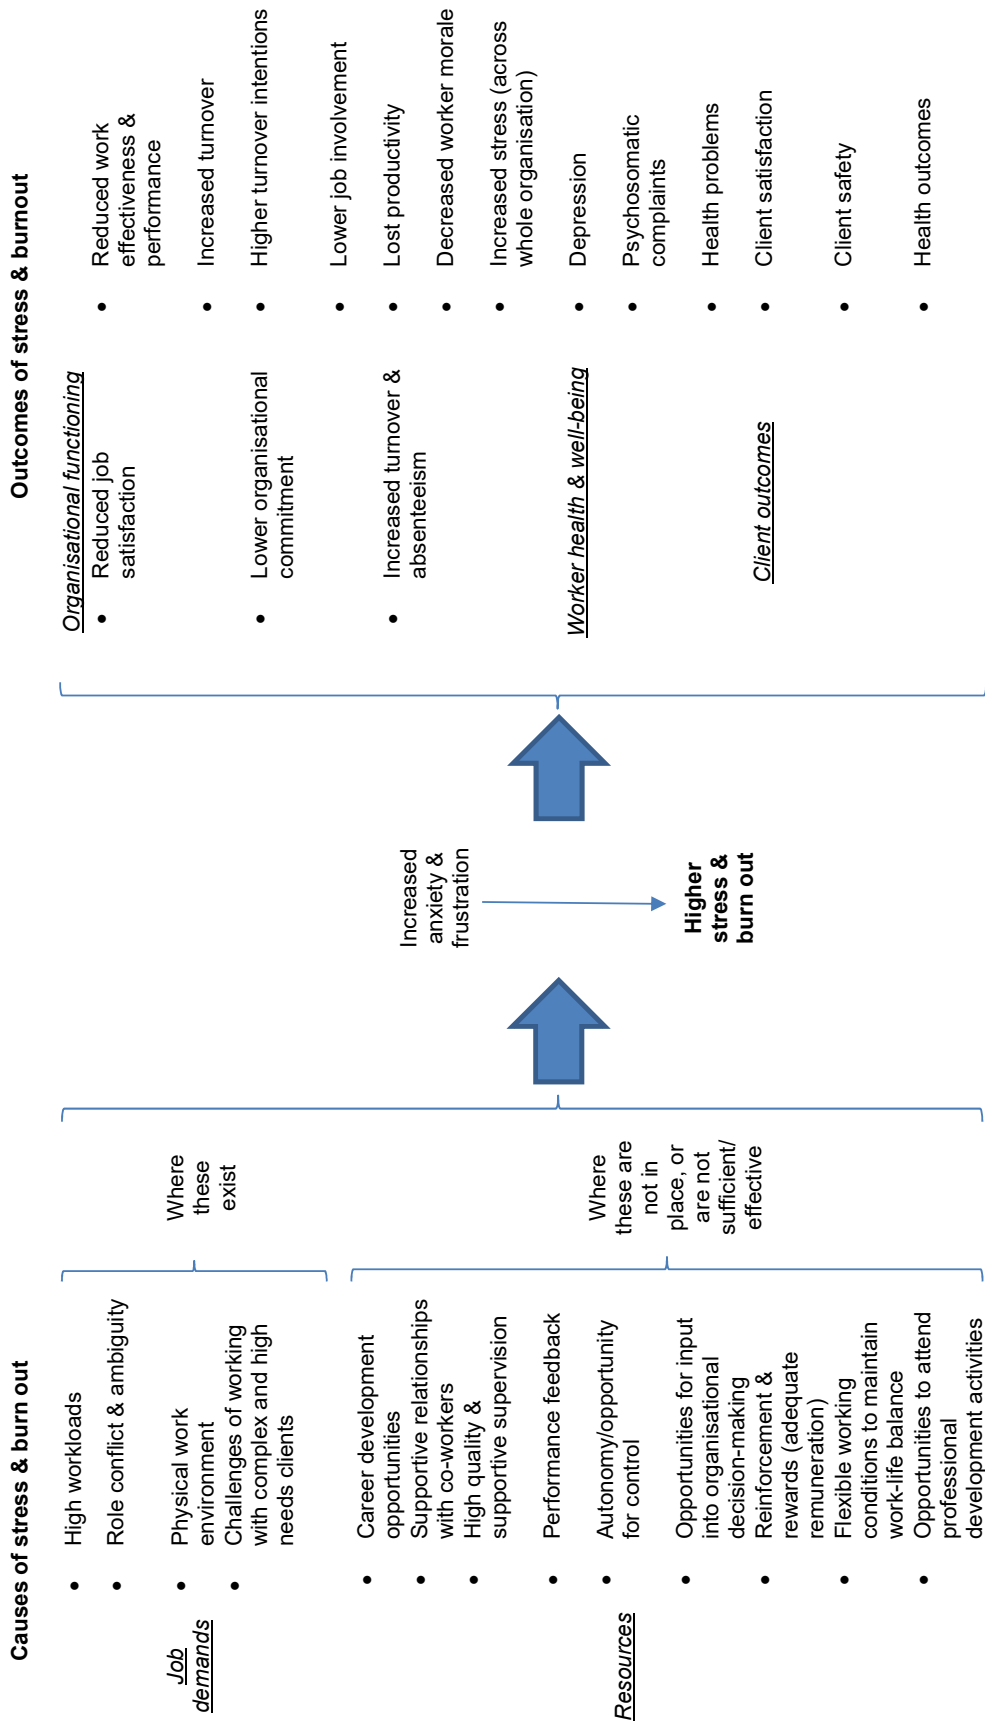 Causes of stress & burn out
Job
demands
• High workloads
• Role conflict & ambiguity
• Physical work
environment
• Challenges of working
with complex and high
needs clients
Where
these
exist
Resources
• Career development
opportunities
• Supportive relationships
with co-workers
• High quality &
supportive supervision
• Performance feedback
• Autonomy/opportunity
for control
• Opportunities for input
into organisational
decision-making
• Reinforcement &
rewards (adequate
remuneration)
• Flexible working
conditions to maintain
work-life balance
• Opportunities to attend
professional
development activities
Where
these are
not in
place, or
are not
sufficient/
effective
Increased
anxiety &
frustration
Higher
stress &
burn out
Outcomes of stress & burnout
Organisational functioning
• Reduced job
satisfaction
• Lower organisational
commitment
• Increased turnover &
absenteeism
• Reduced work
effectiveness &
performance
• Increased turnover
• Higher turnover intentions
• Lower job involvement
• Lost productivity
• Decreased worker morale
• Increased stress (across
whole organisation)
Worker health & well-being
• Depression
• Psychosomatic
complaints
• Health problems
Client outcomes
• Client satisfaction
• Client safety
• Health outcomes